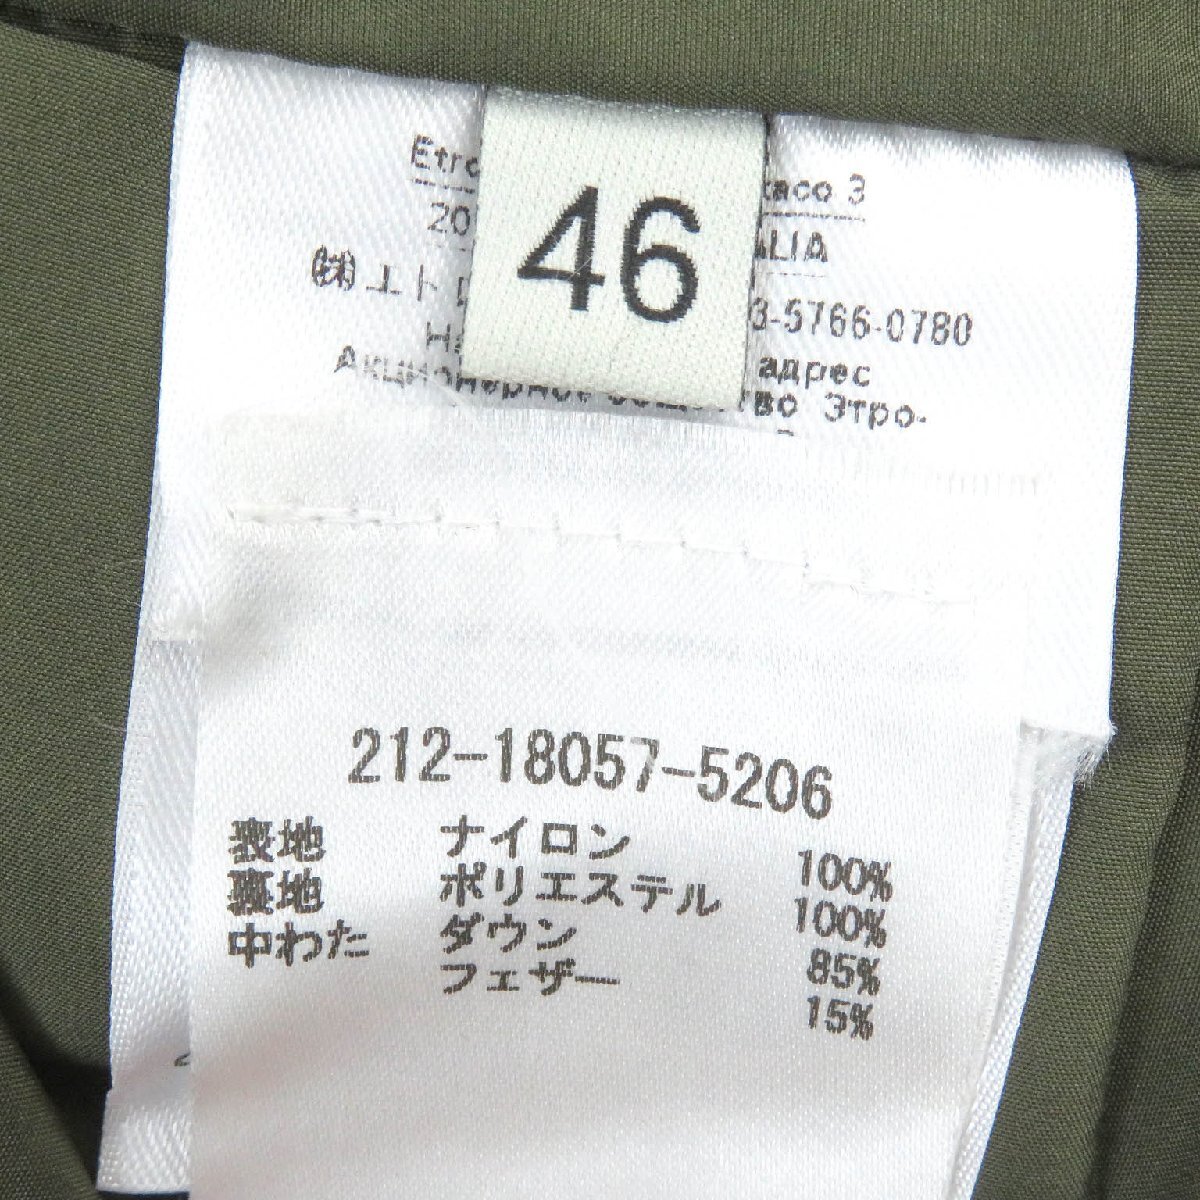 46
Etro
taco 3
20
ALIA
㈱エトロ
3-5766-0780
адрес
Акционерное общество Этро-
212-18057-5206
表地 ナイロン 100%
裏地 ポリエステル 100%
中わた ダウン 85%
フェザー 15%